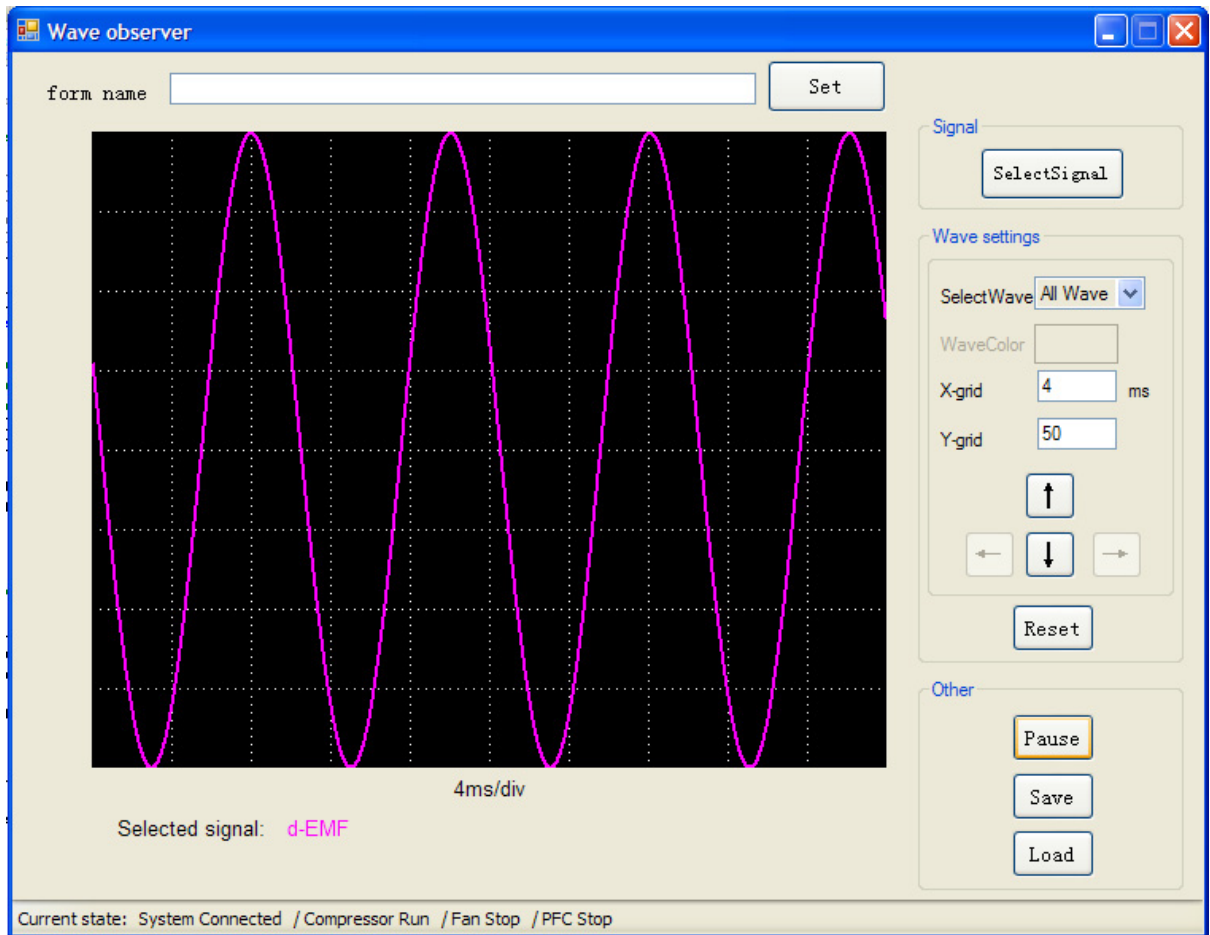 Wave observer
form name
Set
Signal
SelectSignal
Wave settings
SelectWave All Wave
WaveColor
X-grid 4 ms
Y-grid 50
Reset
4ms/div
Selected signal: d-EMF
Other
Pause
Save
Load
Current state: System Connected / Compressor Run / Fan Stop / PFC Stop